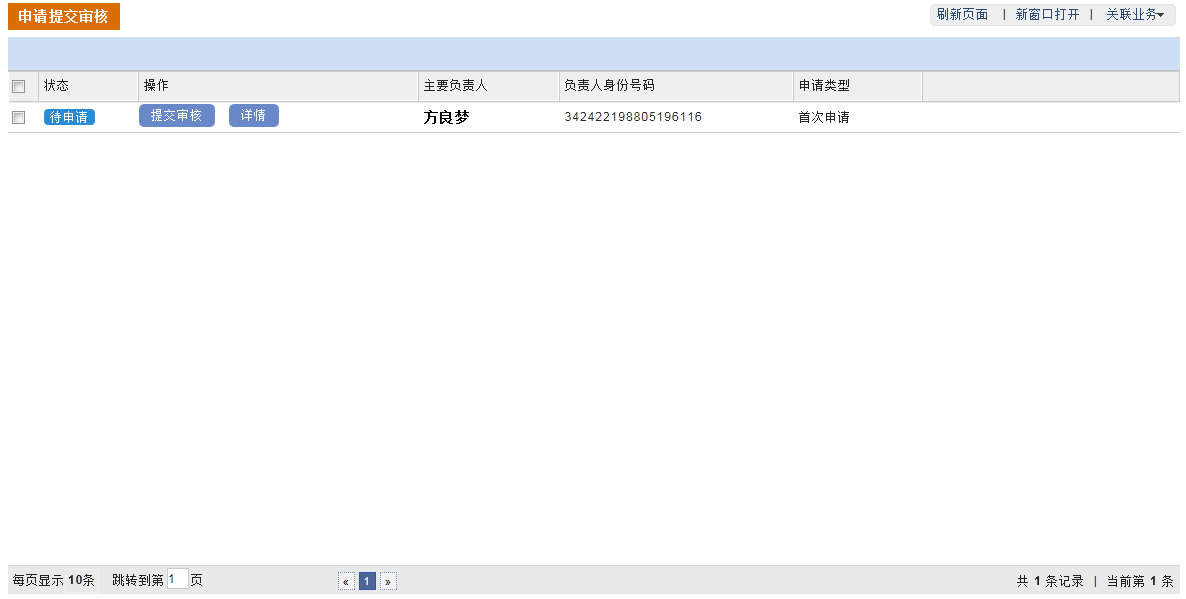 申请提交审核
刷新页面 | 新窗口打开 | 关联业务
状态 操作 主要负责人 负责人身份号码 申请类型
待申请 提交审核 详情 方良梦 342422198805196116 首次申请
每页显示 10条 跳转到第 1 页 « 1 » 共 1 条记录 | 当前第 1 条